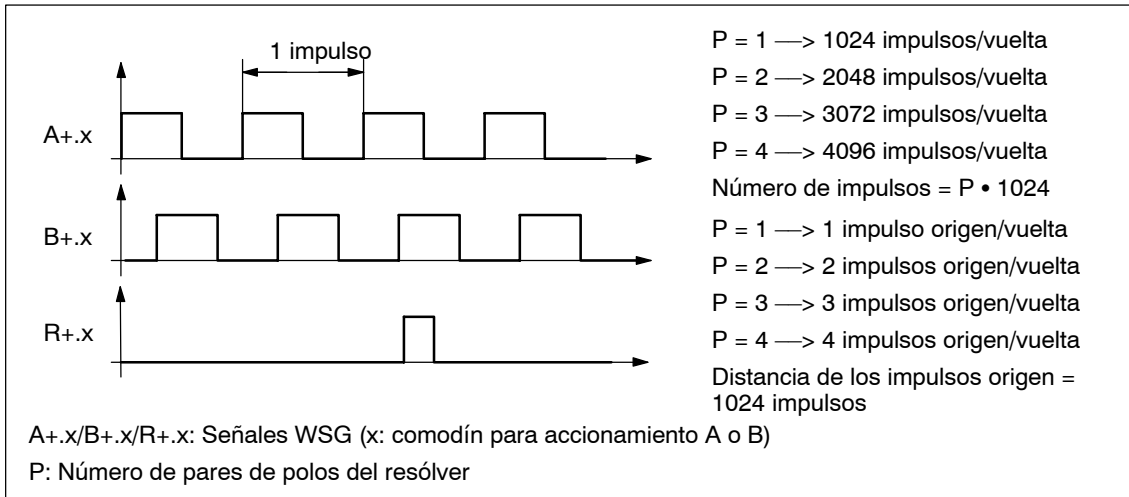 1 impulso
A+.x
B+.x
R+.x
P = 1 —> 1024 impulsos/vuelta
P = 2 —> 2048 impulsos/vuelta
P = 3 —> 3072 impulsos/vuelta
P = 4 —> 4096 impulsos/vuelta
Número de impulsos = P • 1024
P = 1 —> 1 impulso origen/vuelta
P = 2 —> 2 impulsos origen/vuelta
P = 3 —> 3 impulsos origen/vuelta
P = 4 —> 4 impulsos origen/vuelta
Distancia de los impulsos origen =
1024 impulsos
A+.x/B+.x/R+.x: Señales WSG (x: comodín para accionamiento A o B)
P: Número de pares de polos del resólver